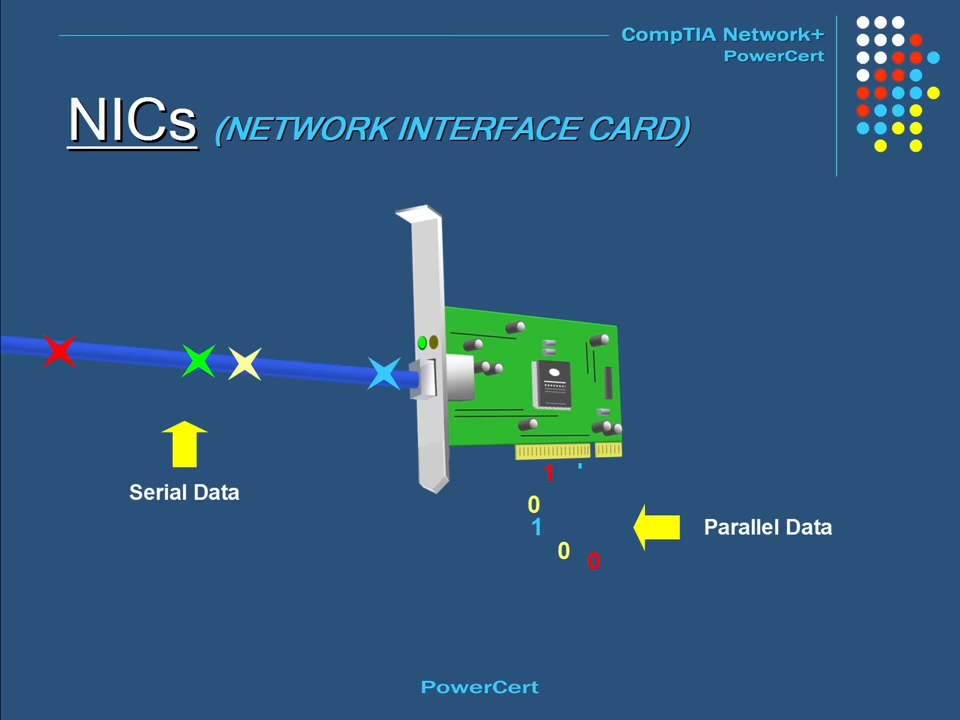 CompTIA Network+
PowerCert
NICs (NETWORK INTERFACE CARD)
1
0
1
0
0
Serial Data
Parallel Data
PowerCert